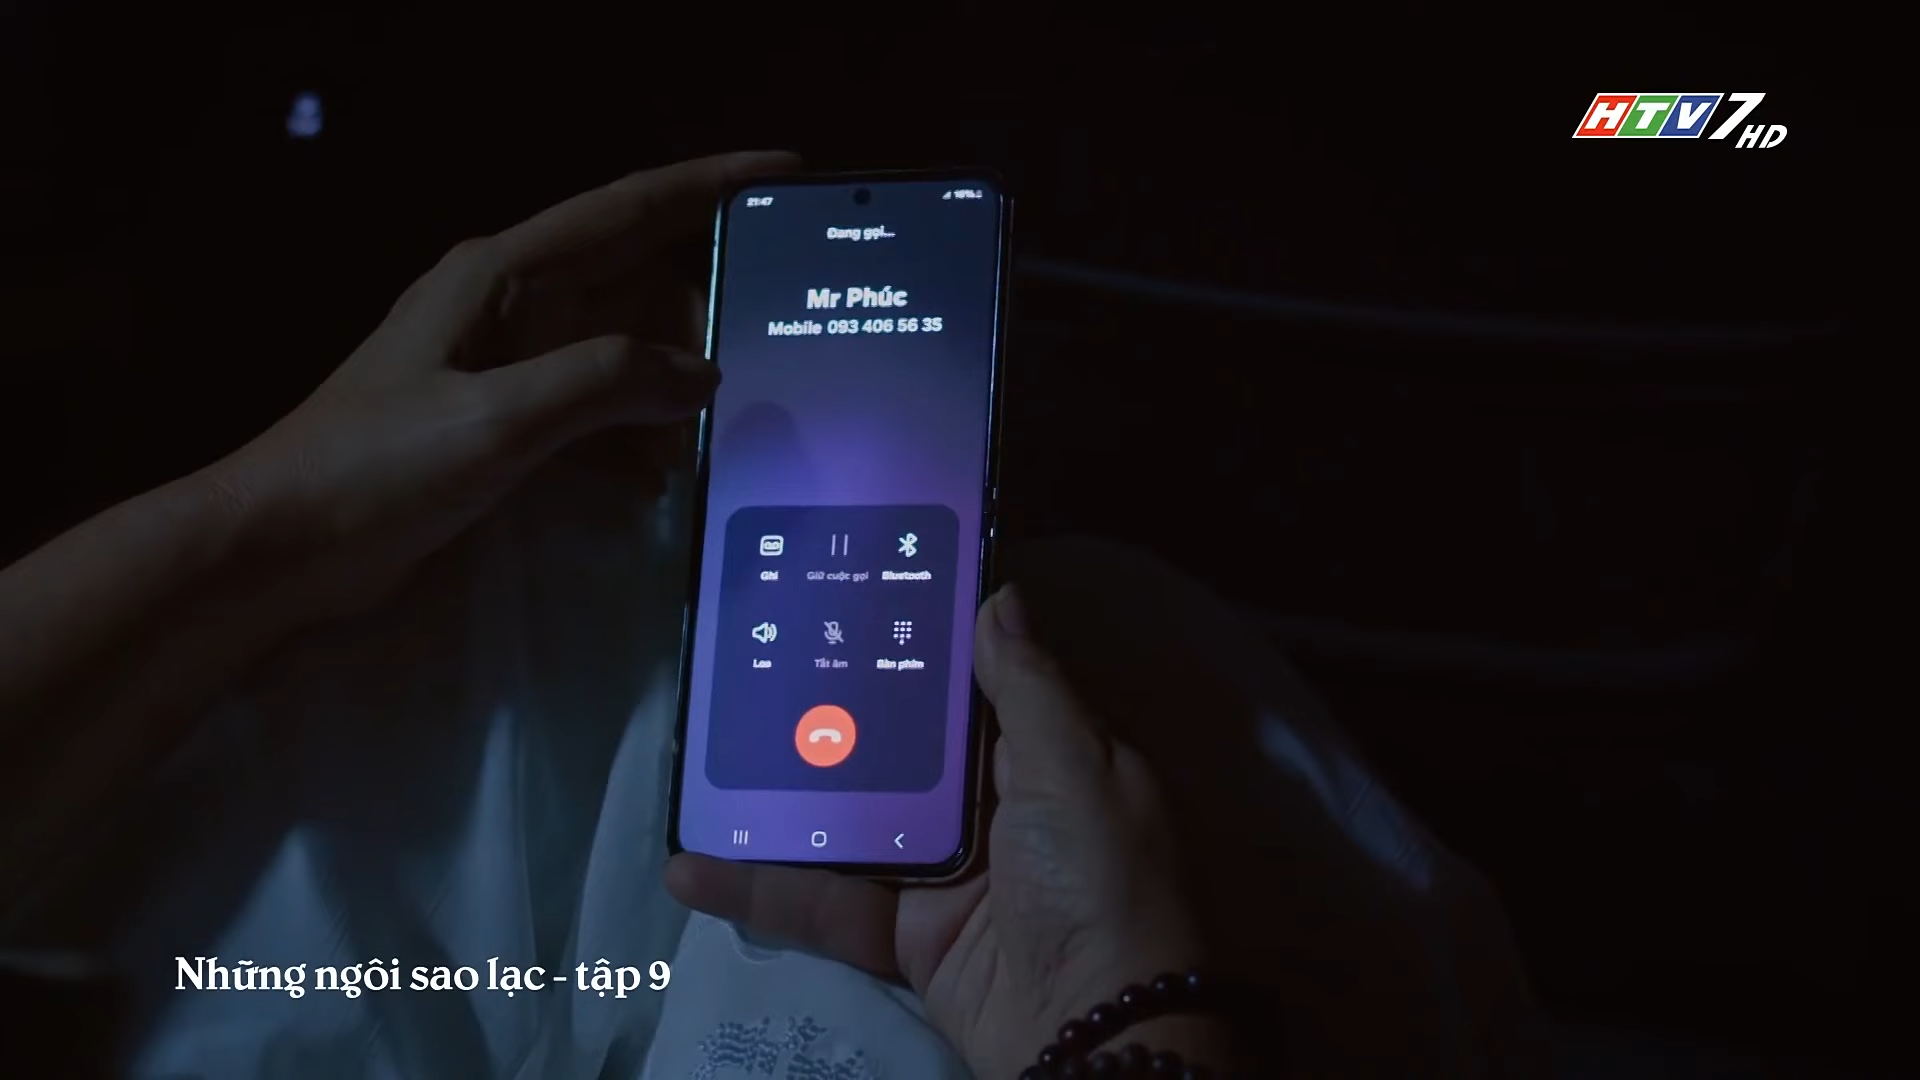 HTV7 HD
21:47
16%
Đang gọi...
Mr Phúc
Mobile 093 406 56 35
Ghi Giữ cuộc gọi Bluetooth
Loa Tắt âm Bàn phím
Những ngôi sao lạc - tập 9